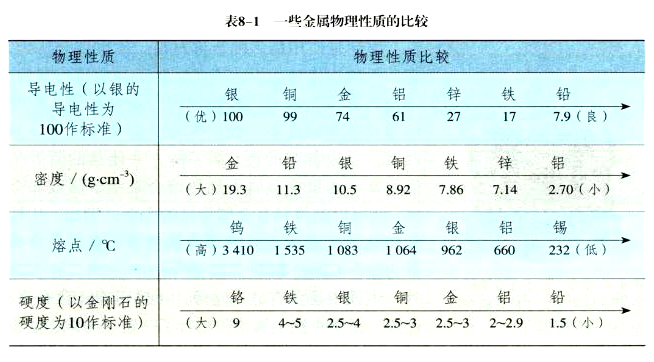 表8-1 一些金属物理性质的比较
物理性质 物理性质比较
导电性（以银的
导电性为
100作标准）
银 铜 金 铝 锌 铁 铅
（优）100 99 74 61 27 17 7.9（良）
密度 / (g·cm⁻³)
金 铅 银 铜 铁 锌 铝
（大）19.3 11.3 10.5 8.92 7.86 7.14 2.70（小）
熔点 / ℃
钨 铁 铜 金 银 铝 锡
（高）3 410 1 535 1 083 1 064 962 660 232（低）
硬度（以金刚石的
硬度为10作标准）
铬 铁 银 铜 金 铝 铅
（大）9 4~5 2.5~4 2.5~3 2.5~3 2~2.9 1.5（小）